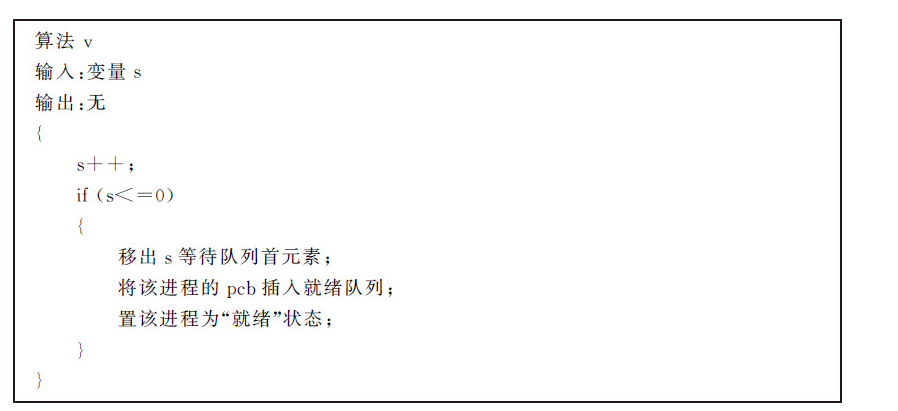 算法 v
输入:变量 s
输出:无
{
s++;
if (s<=0)
{
移出 s 等待队列首元素;
将该进程的 pcb 插入就绪队列;
置该进程为“就绪”状态;
}
}